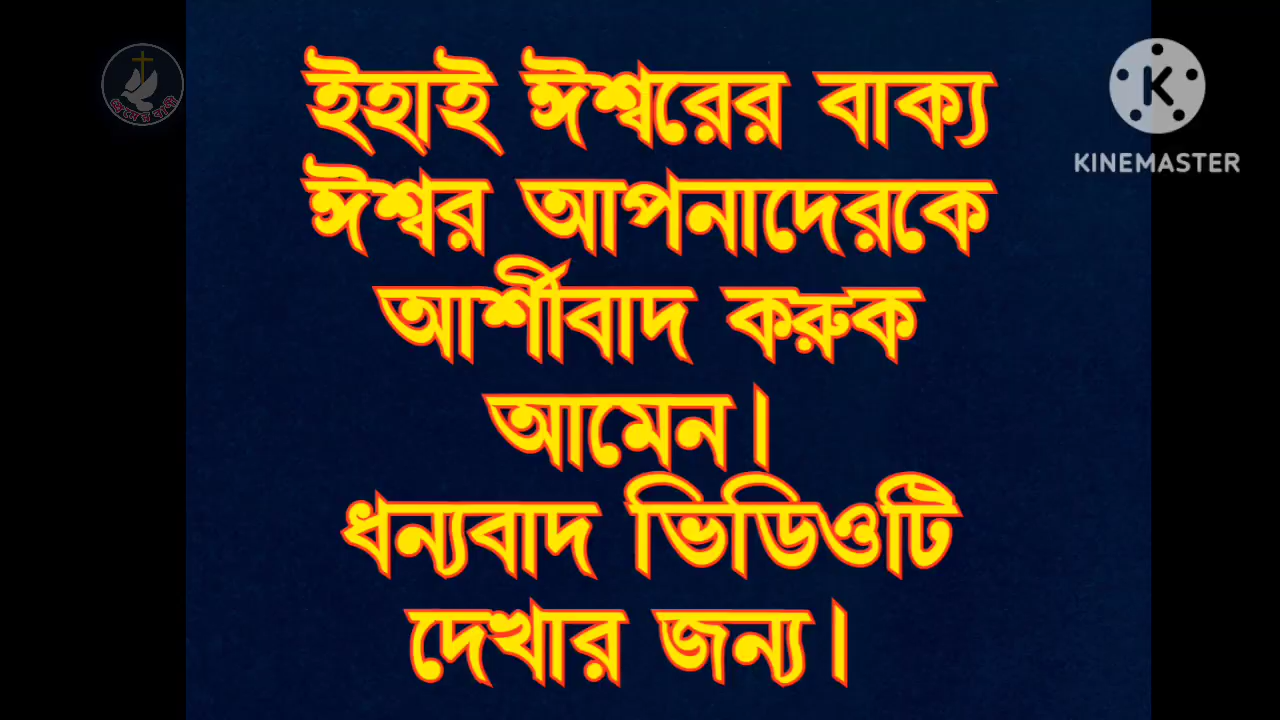 ইহাই ঈশ্বরের বাক্য
ঈশ্বর আপনাদেরকে
আর্শীবাদ করুক
আমেন।
ধন্যবাদ ভিডিওটি
দেখার জন্য।
প্রেমের বাণী
K
KINEMASTER